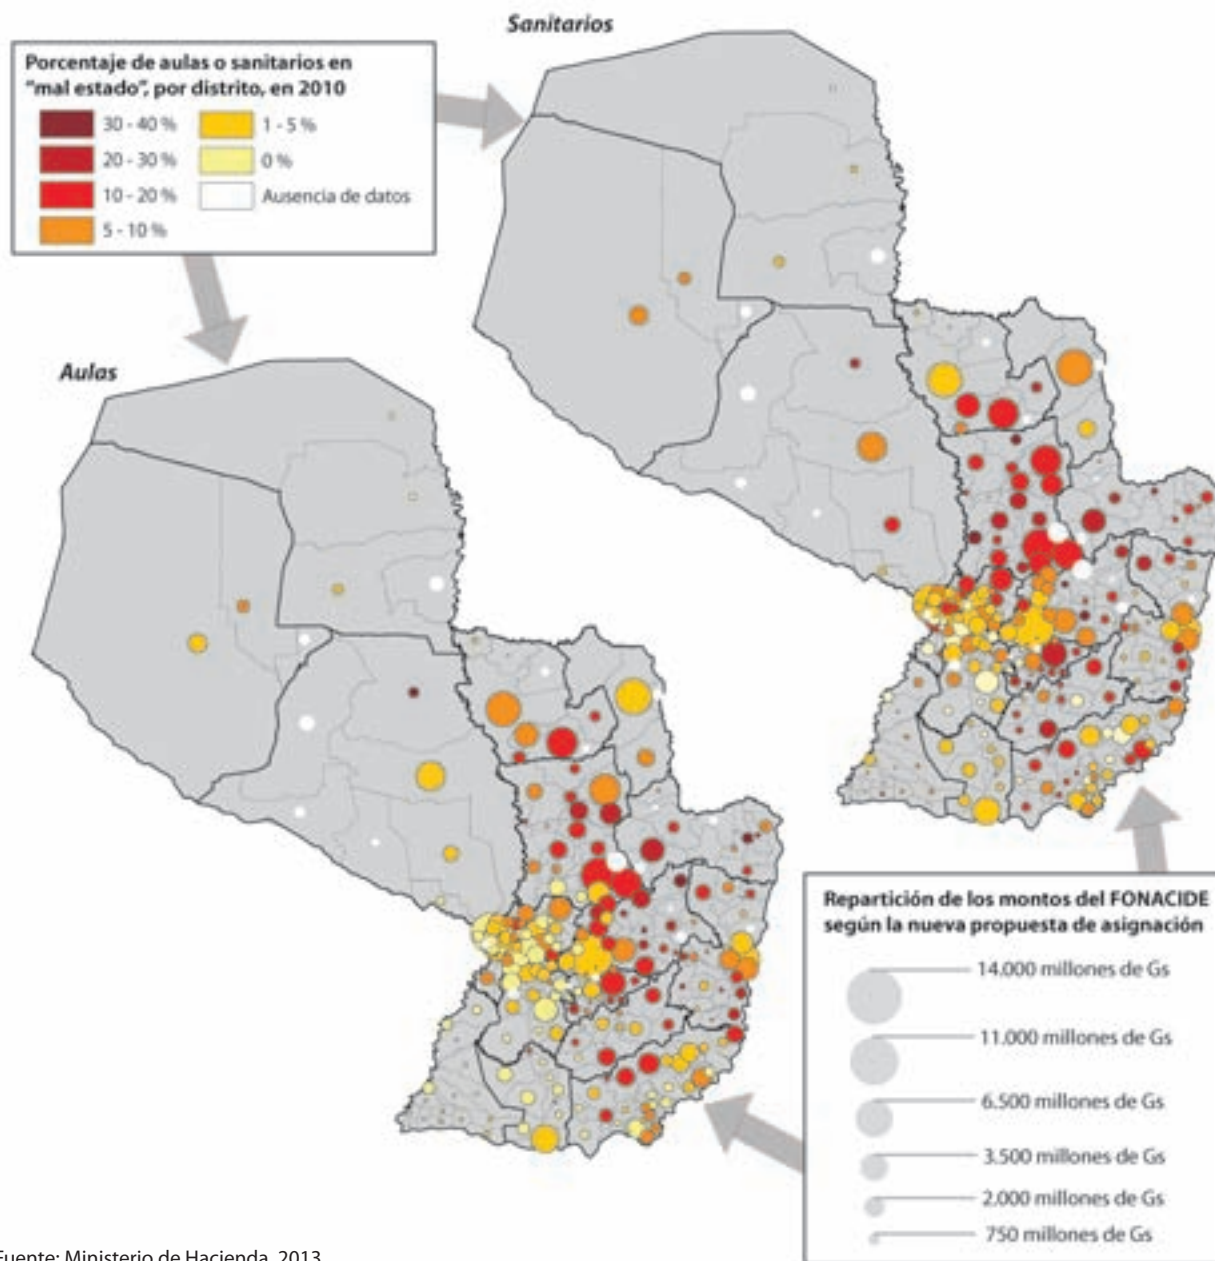 Sanitarios
Porcentaje de aulas o sanitarios en
"mal estado", por distrito, en 2010
30 - 40 %
20 - 30 %
10 - 20 %
5 - 10 %
1 - 5 %
0 %
Ausencia de datos
Aulas
Repartición de los montos del FONACIDE
según la nueva propuesta de asignación
14.000 millones de Gs
11.000 millones de Gs
6.500 millones de Gs
3.500 millones de Gs
2.000 millones de Gs
750 millones de Gs
Fuente: Ministerio de Hacienda, 2013